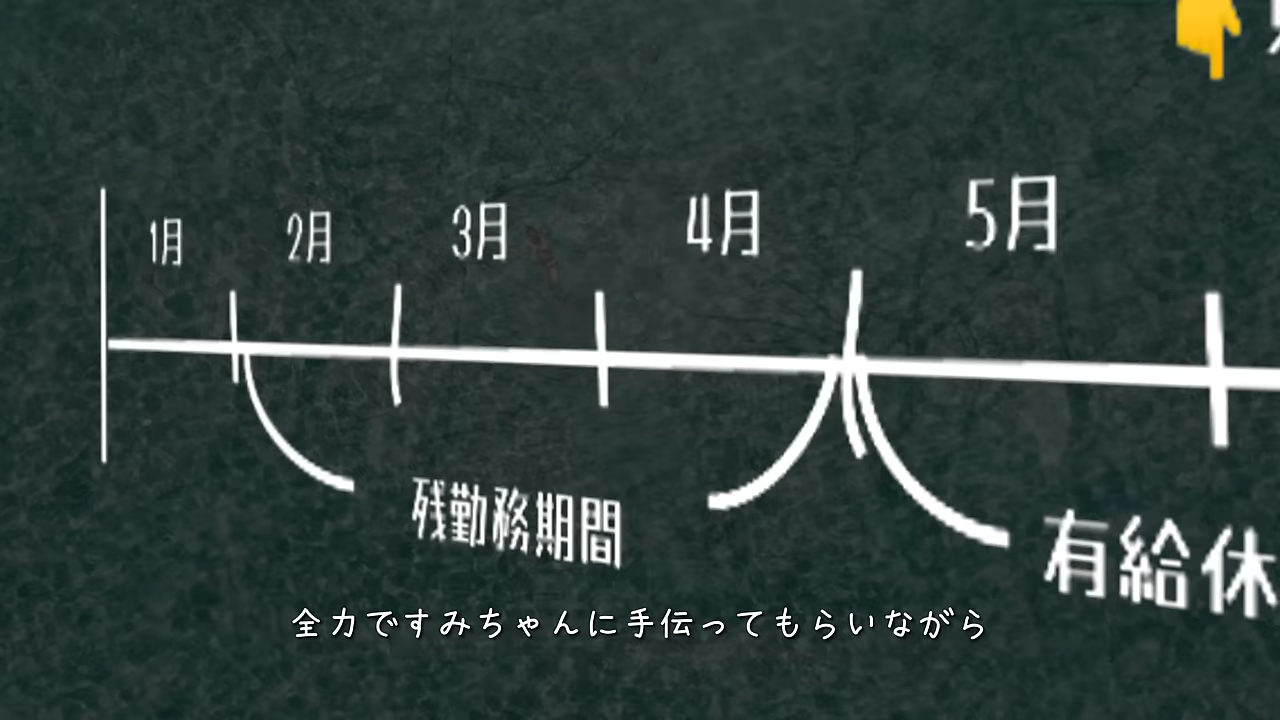 1月 2月 3月 4月 5月
残勤務期間
有給休
全力ですみちゃんに手伝ってもらいながら